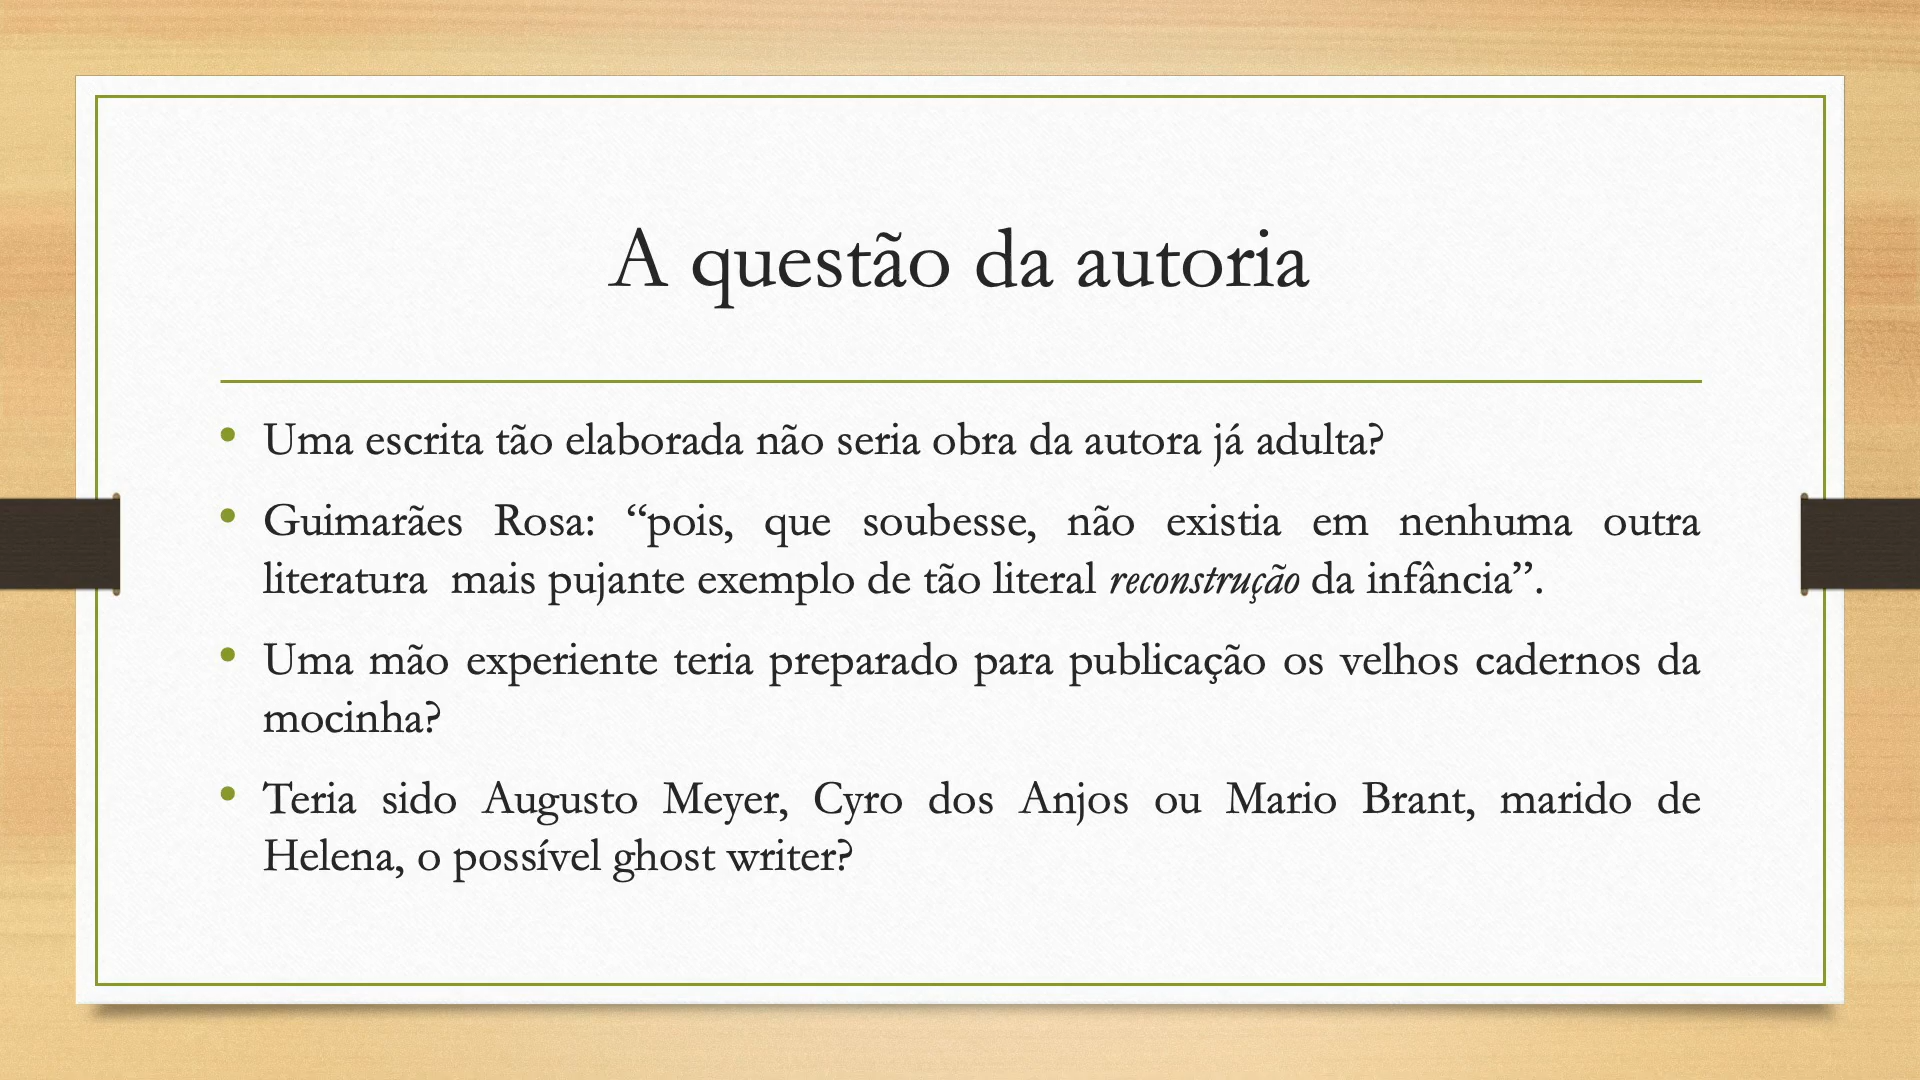 A questão da autoria
• Uma escrita tão elaborada não seria obra da autora já adulta?
• Guimarães Rosa: “pois, que soubesse, não existia em nenhuma outra
literatura  mais pujante exemplo de tão literal reconstrução da infância”.
• Uma mão experiente teria preparado para publicação os velhos cadernos da
mocinha?
• Teria sido Augusto Meyer, Cyro dos Anjos ou Mario Brant, marido de
Helena, o possível ghost writer?